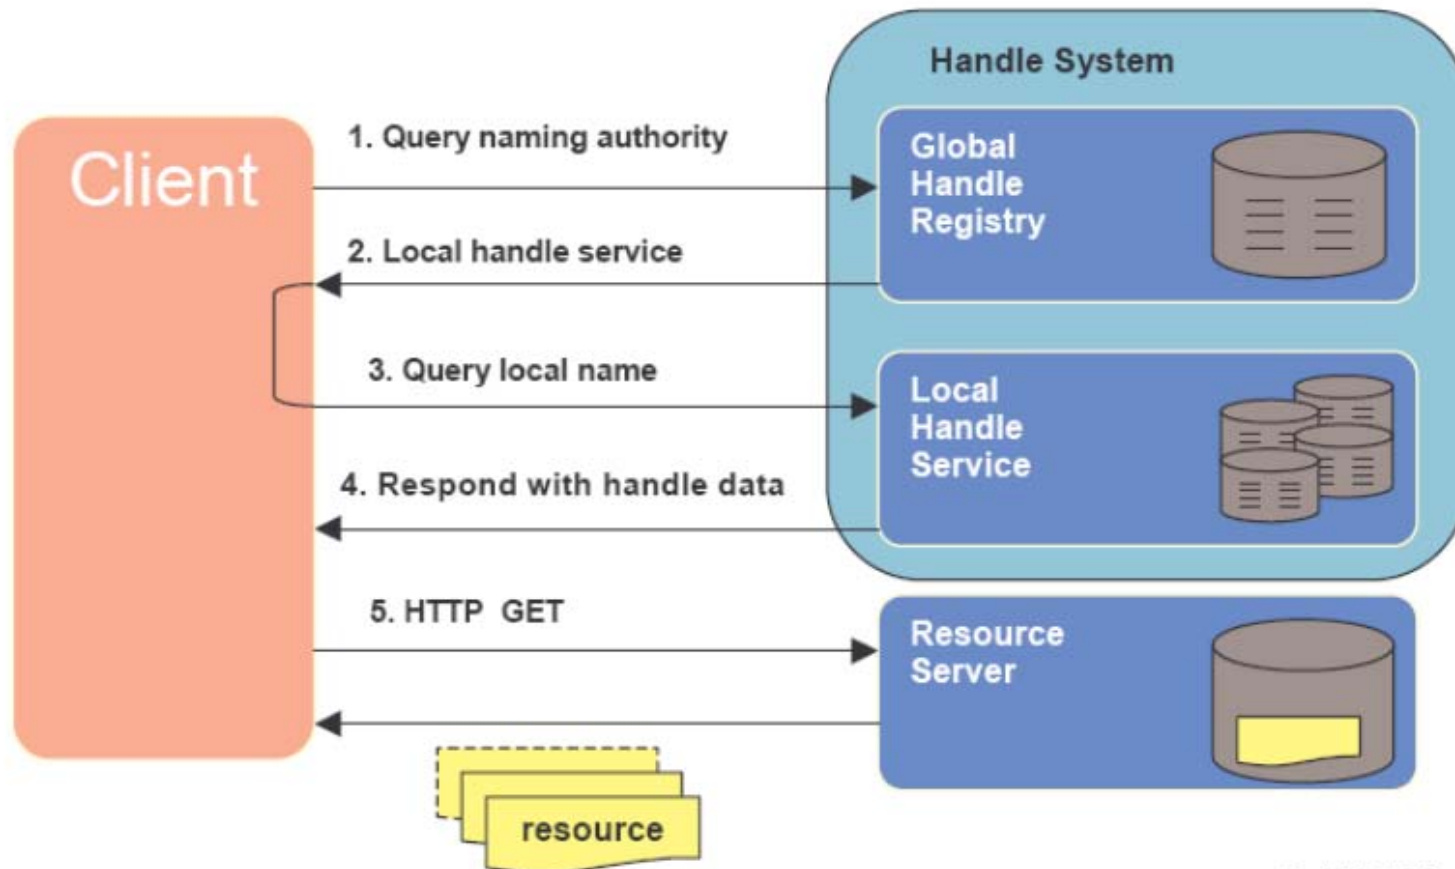 Handle System
Client
1. Query naming authority
Global
Handle
Registry
2. Local handle service
3. Query local name
Local
Handle
Service
4. Respond with handle data
5. HTTP GET
Resource
Server
resource